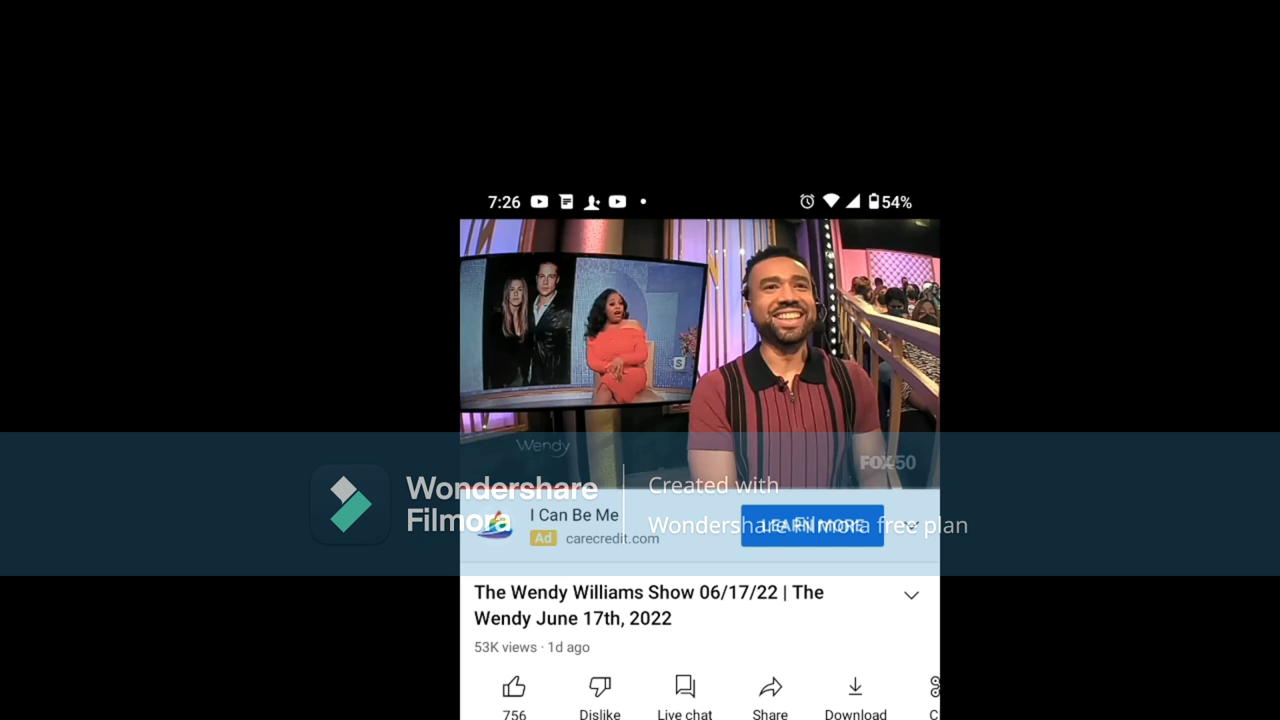 7:26
54%
S
Wendy
FOX50
Wondershare
Filmora
Created with
Wondershare Filmora free plan
I Can Be Me
Ad carecredit.com
LEARN MORE
The Wendy Williams Show 06/17/22 | The
Wendy June 17th, 2022
53K views · 1d ago
756 Dislike Live chat Share Download C